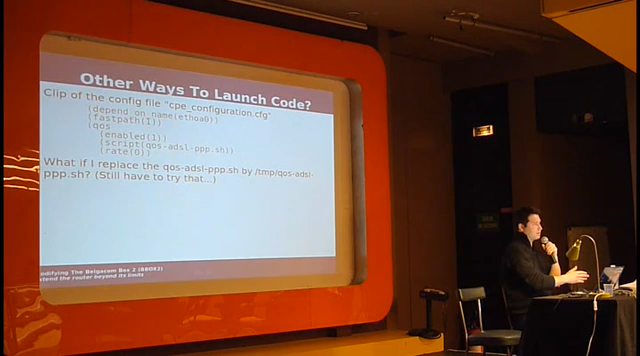 Other Ways To Launch Code?
Clip of the config file "cpe_configuration.cfg"
(depend_on_name(ethoa0))
(fastpath(1))
(qos
(enabled(1))
(script(qos-adsl-ppp.sh))
(rate(0))
What if I replace the qos-adsl-ppp.sh by /tmp/qos-adsl-
ppp.sh? (Still have to try that...)
odifying The Belgacom Box 2 (BBOX2)
xtend the router beyond its limits